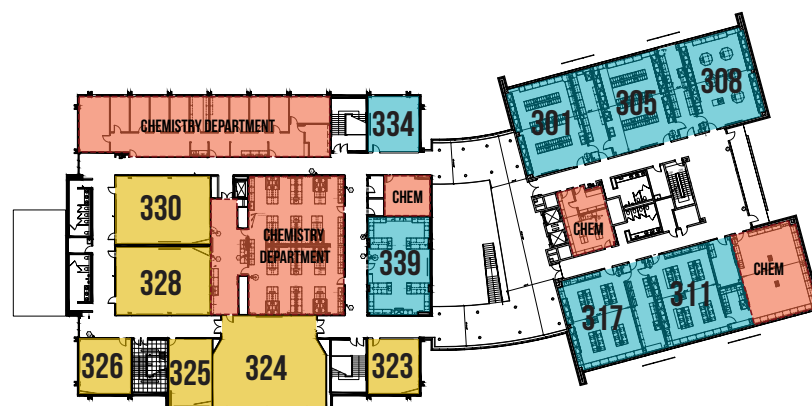 308
305
301
334
CHEMISTRY DEPARTMENT
330
CHEM
CHEMISTRY
DEPARTMENT
CHEM
328
339
CHEM
311
317
326
325
324
323